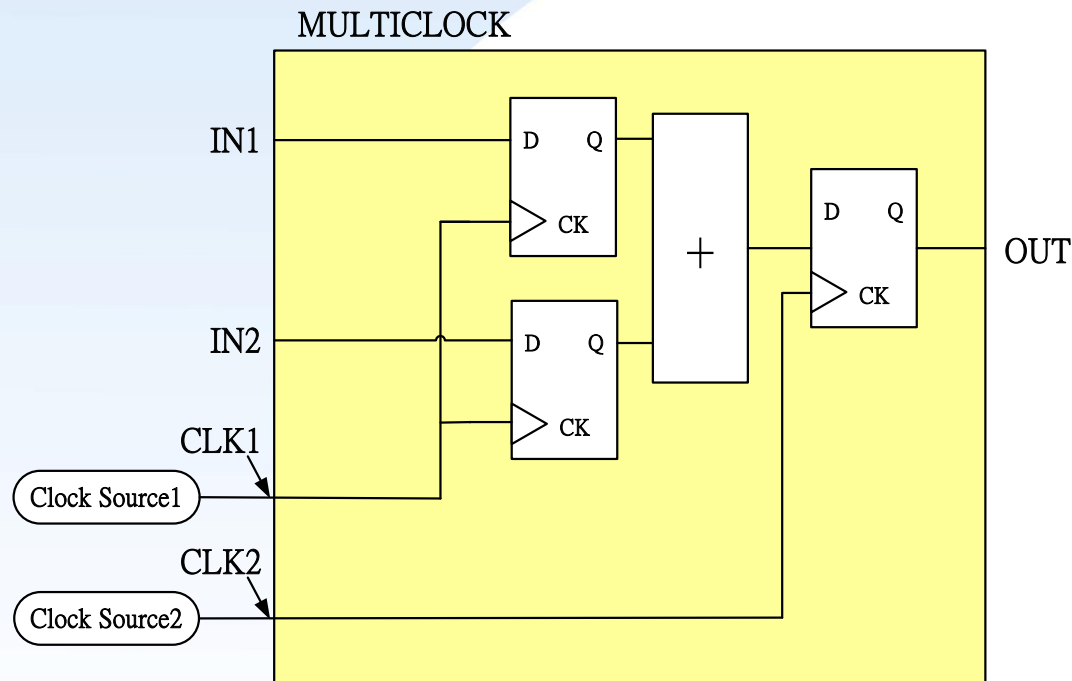 MULTICLOCK
IN1
D Q
CK
+
D Q
CK
OUT
IN2
D Q
CK
CLK1
Clock Source1
CLK2
Clock Source2